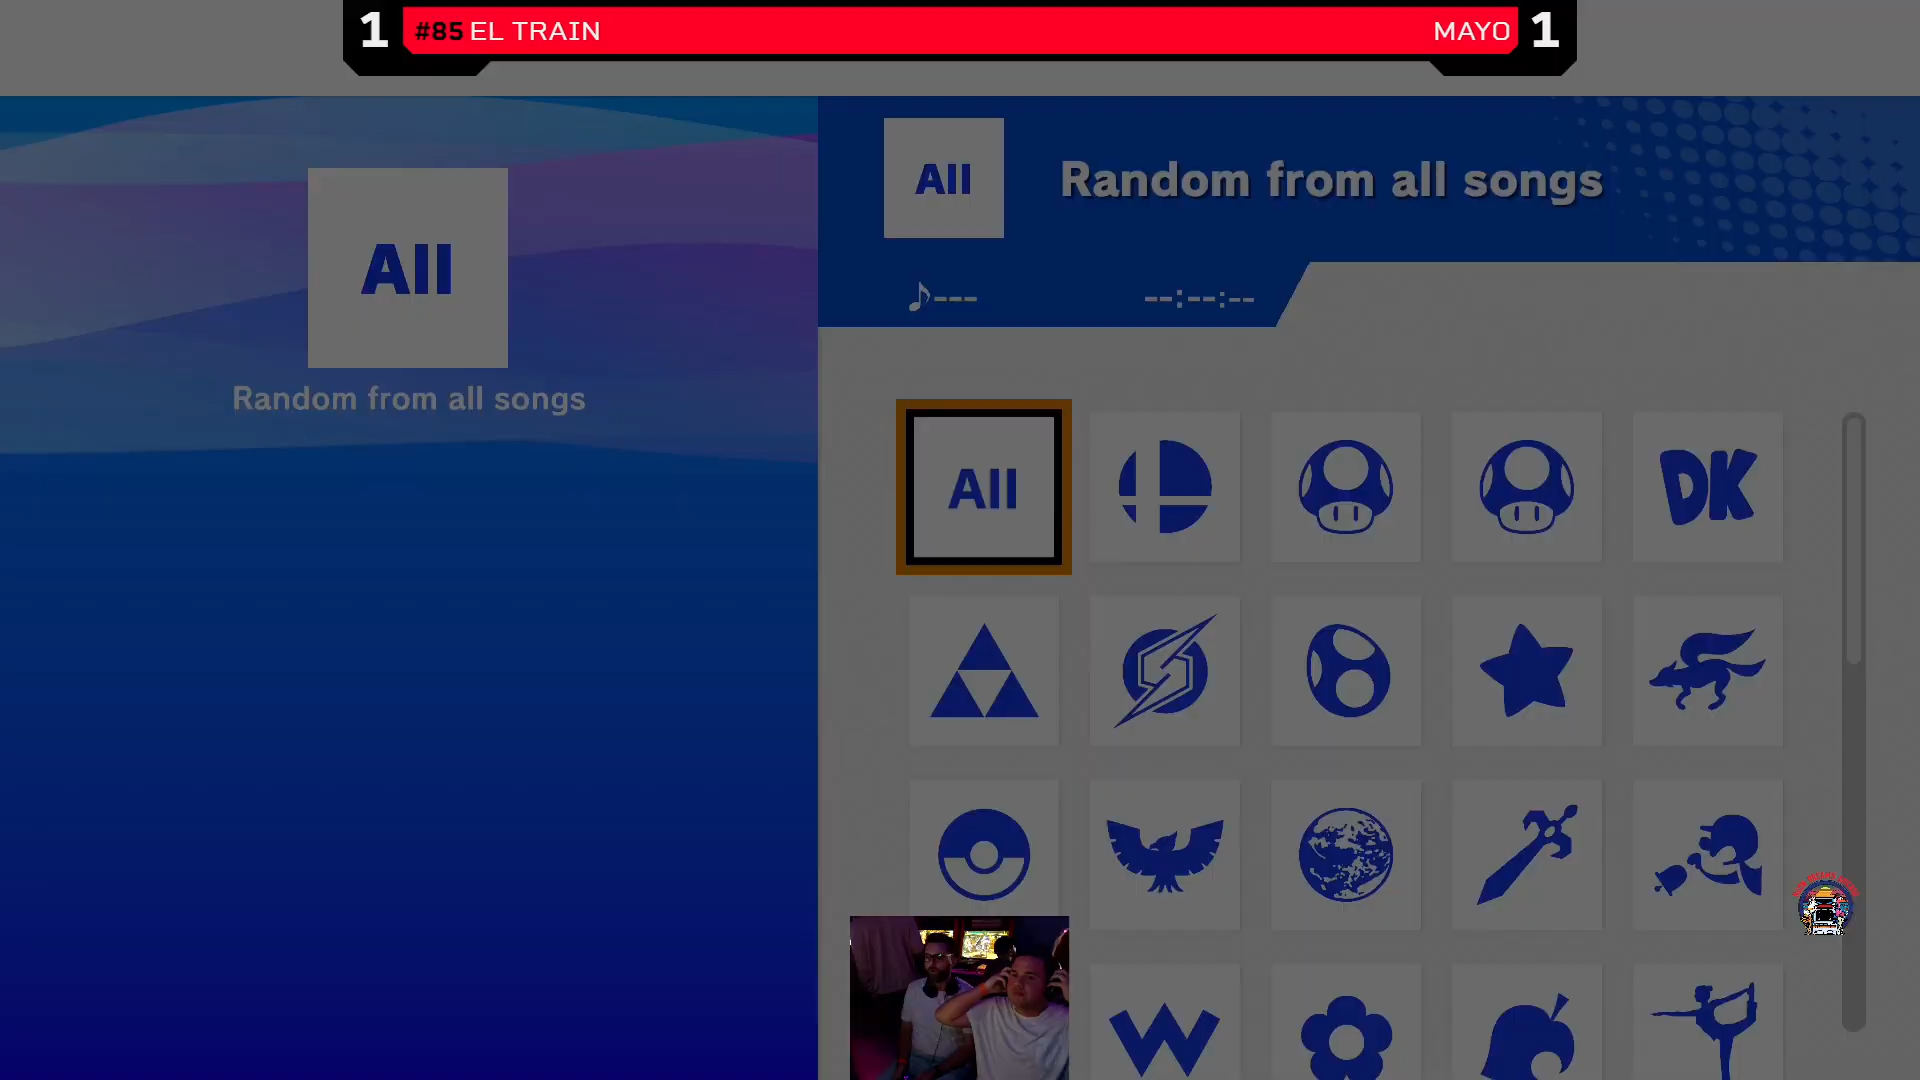 1 #85 EL TRAIN MAYO 1
All Random from all songs
♪--- --:--:--
All
Random from all songs
All
DK